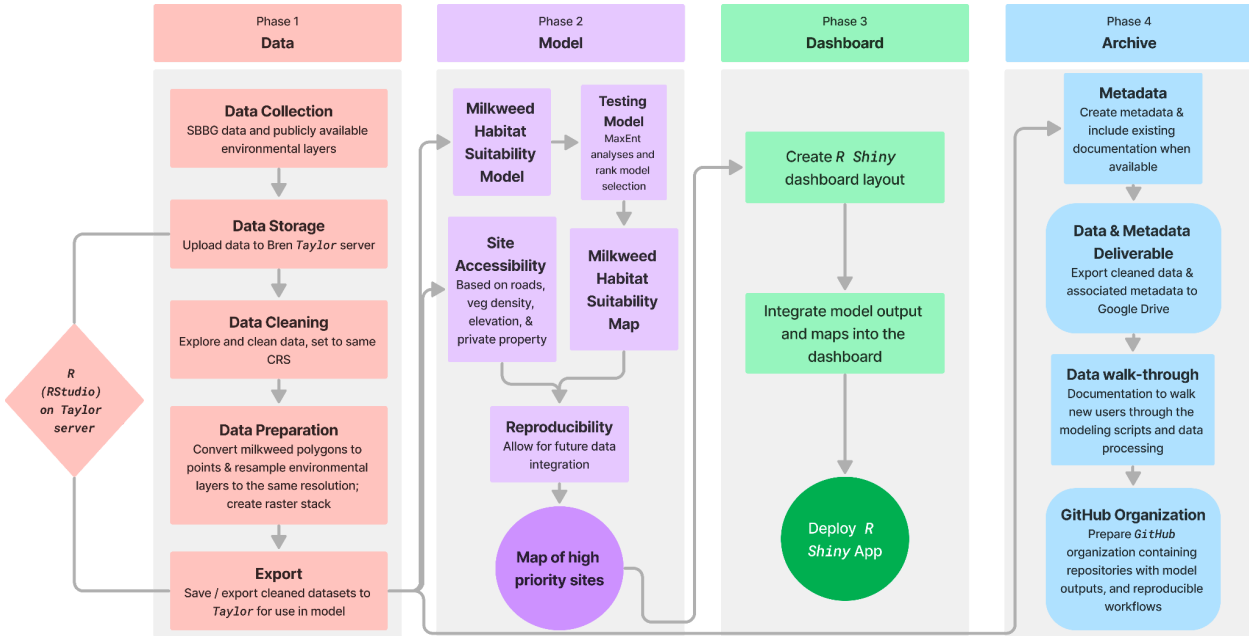 Phase 1
Data
Phase 2
Model
Phase 3
Dashboard
Phase 4
Archive
Data Collection
SBBG data and publicly available
environmental layers
Data Storage
Upload data to Bren Taylor server
Data Cleaning
Explore and clean data, set to same
CRS
Data Preparation
Convert milkweed polygons to
points & resample environmental
layers to the same resolution;
create raster stack
Export
Save / export cleaned datasets to
Taylor for use in model
R
(RStudio)
on Taylor
server
Milkweed
Habitat
Suitability
Model
Testing
Model
MaxEnt
analyses and
rank model
selection
Site
Accessibility
Based on roads,
veg density,
elevation, &
private property
Milkweed
Habitat
Suitability
Map
Reproducibility
Allow for future data
integration
Map of high
priority sites
Create R Shiny
dashboard layout
Integrate model output
and maps into the
dashboard
Deploy R
Shiny App
Metadata
Create metadata &
include existing
documentation when
available
Data & Metadata
Deliverable
Export cleaned data &
associated metadata to
Google Drive
Data walk-through
Documentation to walk
new users through the
modeling scripts and data
processing
GitHub Organization
Prepare GitHub
organization containing
repositories with model
outputs, and reproducible
workflows